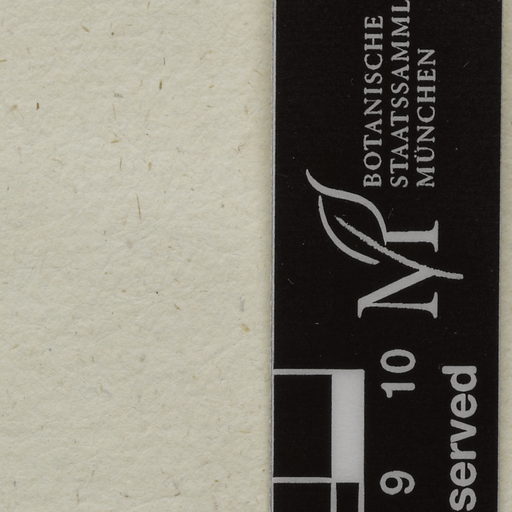 BOTANISCHE
STAATSSAMML
MÜNCHEN
M
10
9
served